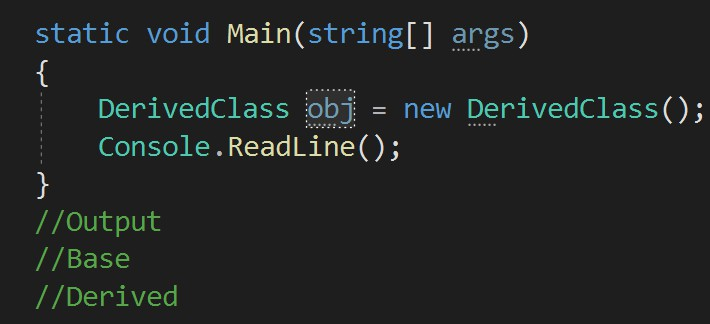 static void Main(string[] args)
{
DerivedClass obj = new DerivedClass();
Console.ReadLine();
}
//Output
//Base
//Derived